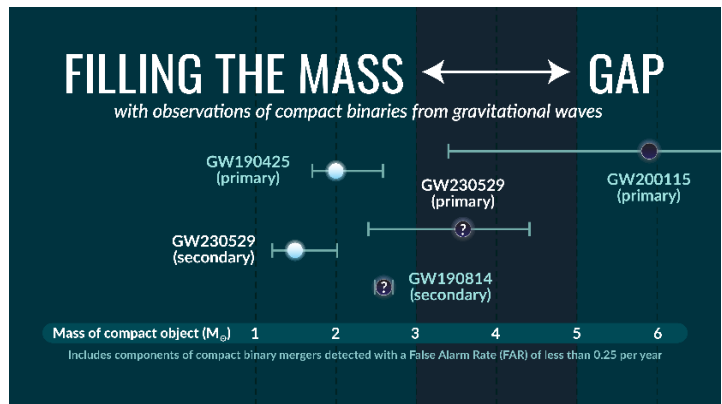 FILLING THE MASS GAP
with observations of compact binaries from gravitational waves
GW190425
(primary)
GW200115
(primary)
GW230529
(primary)
?
GW230529
(secondary)
?
GW190814
(secondary)
Mass of compact object (M☉) 1 2 3 4 5 6
Includes components of compact binary mergers detected with a False Alarm Rate (FAR) of less than 0.25 per year